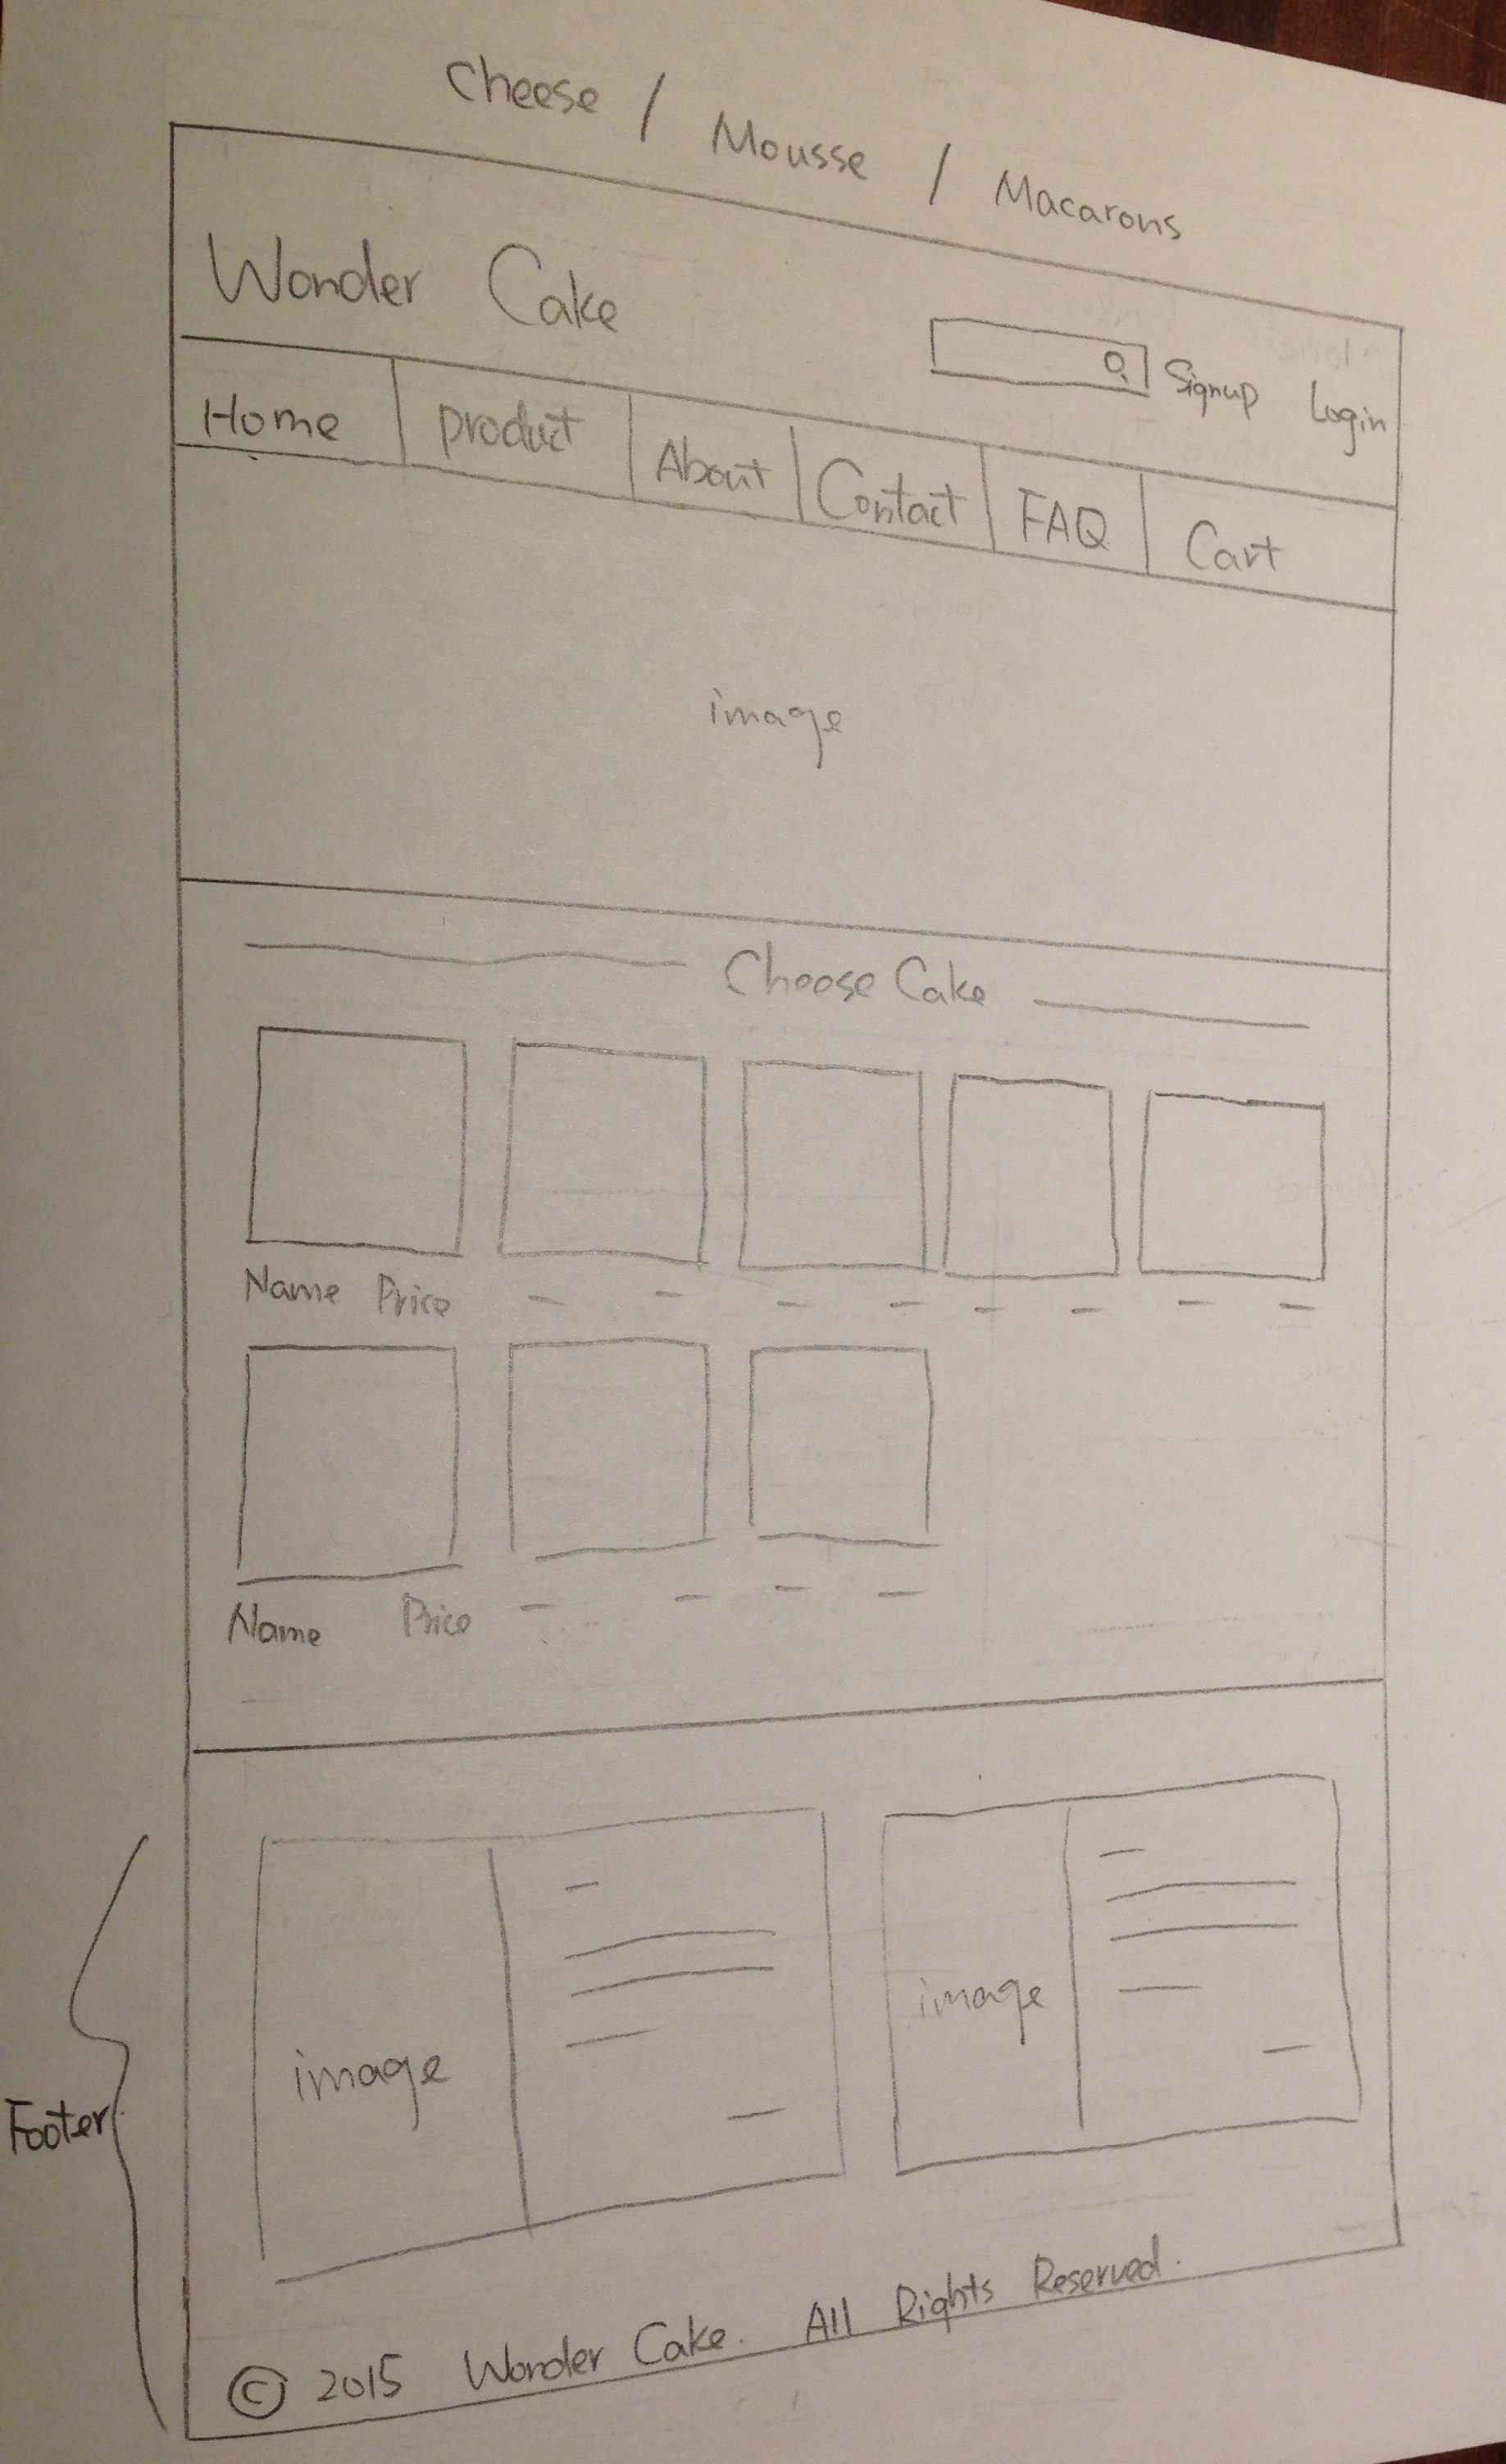 Cheese / Mousse / Macarons
Wonder Cake
Signup Login
Home product About Contact FAQ Cart
image
Choose Cake
Name Price
Name Price
image
image
Footer
© 2015 Wonder Cake. All Rights Reserved.